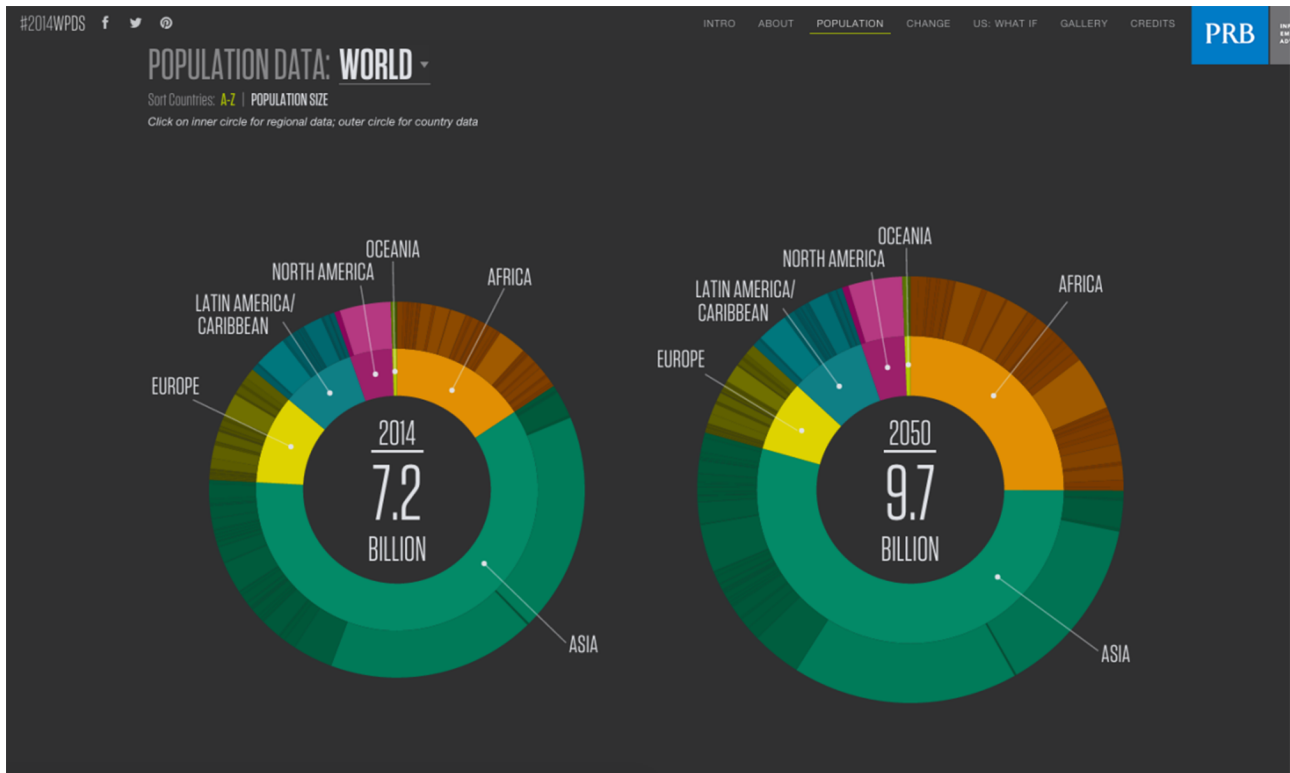 #2014WPDS
INTRO ABOUT POPULATION CHANGE US: WHAT IF GALLERY CREDITS
PRB
POPULATION DATA: WORLD
Sort Countries: A-Z | POPULATION SIZE
Click on inner circle for regional data; outer circle for country data
OCEANIA
NORTH AMERICA
AFRICA
LATIN AMERICA/
CARIBBEAN
EUROPE
2014
7.2
BILLION
ASIA
OCEANIA
NORTH AMERICA
AFRICA
LATIN AMERICA/
CARIBBEAN
EUROPE
2050
9.7
BILLION
ASIA